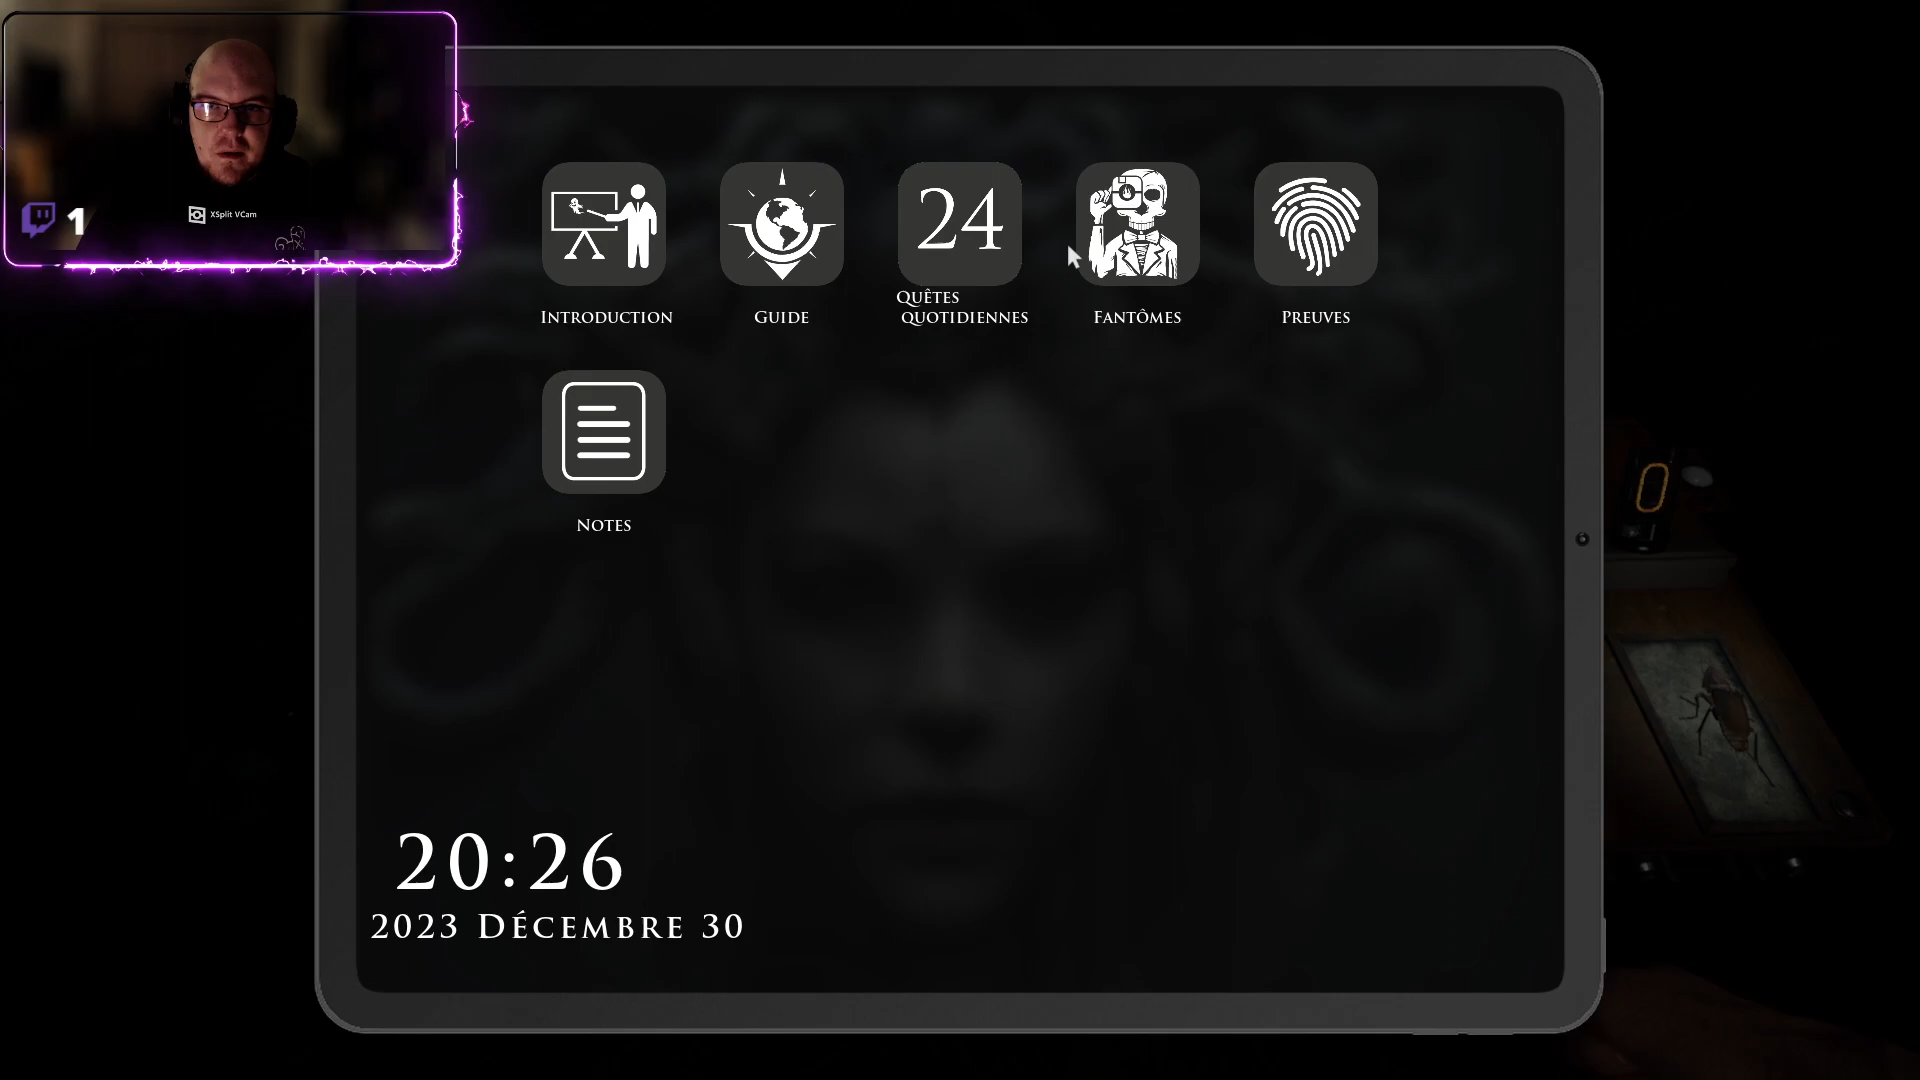 1
XSplit VCam
24
Introduction
Guide
Quêtes
quotidiennes
Fantômes
Preuves
Notes
20:26
2023 Décembre 30